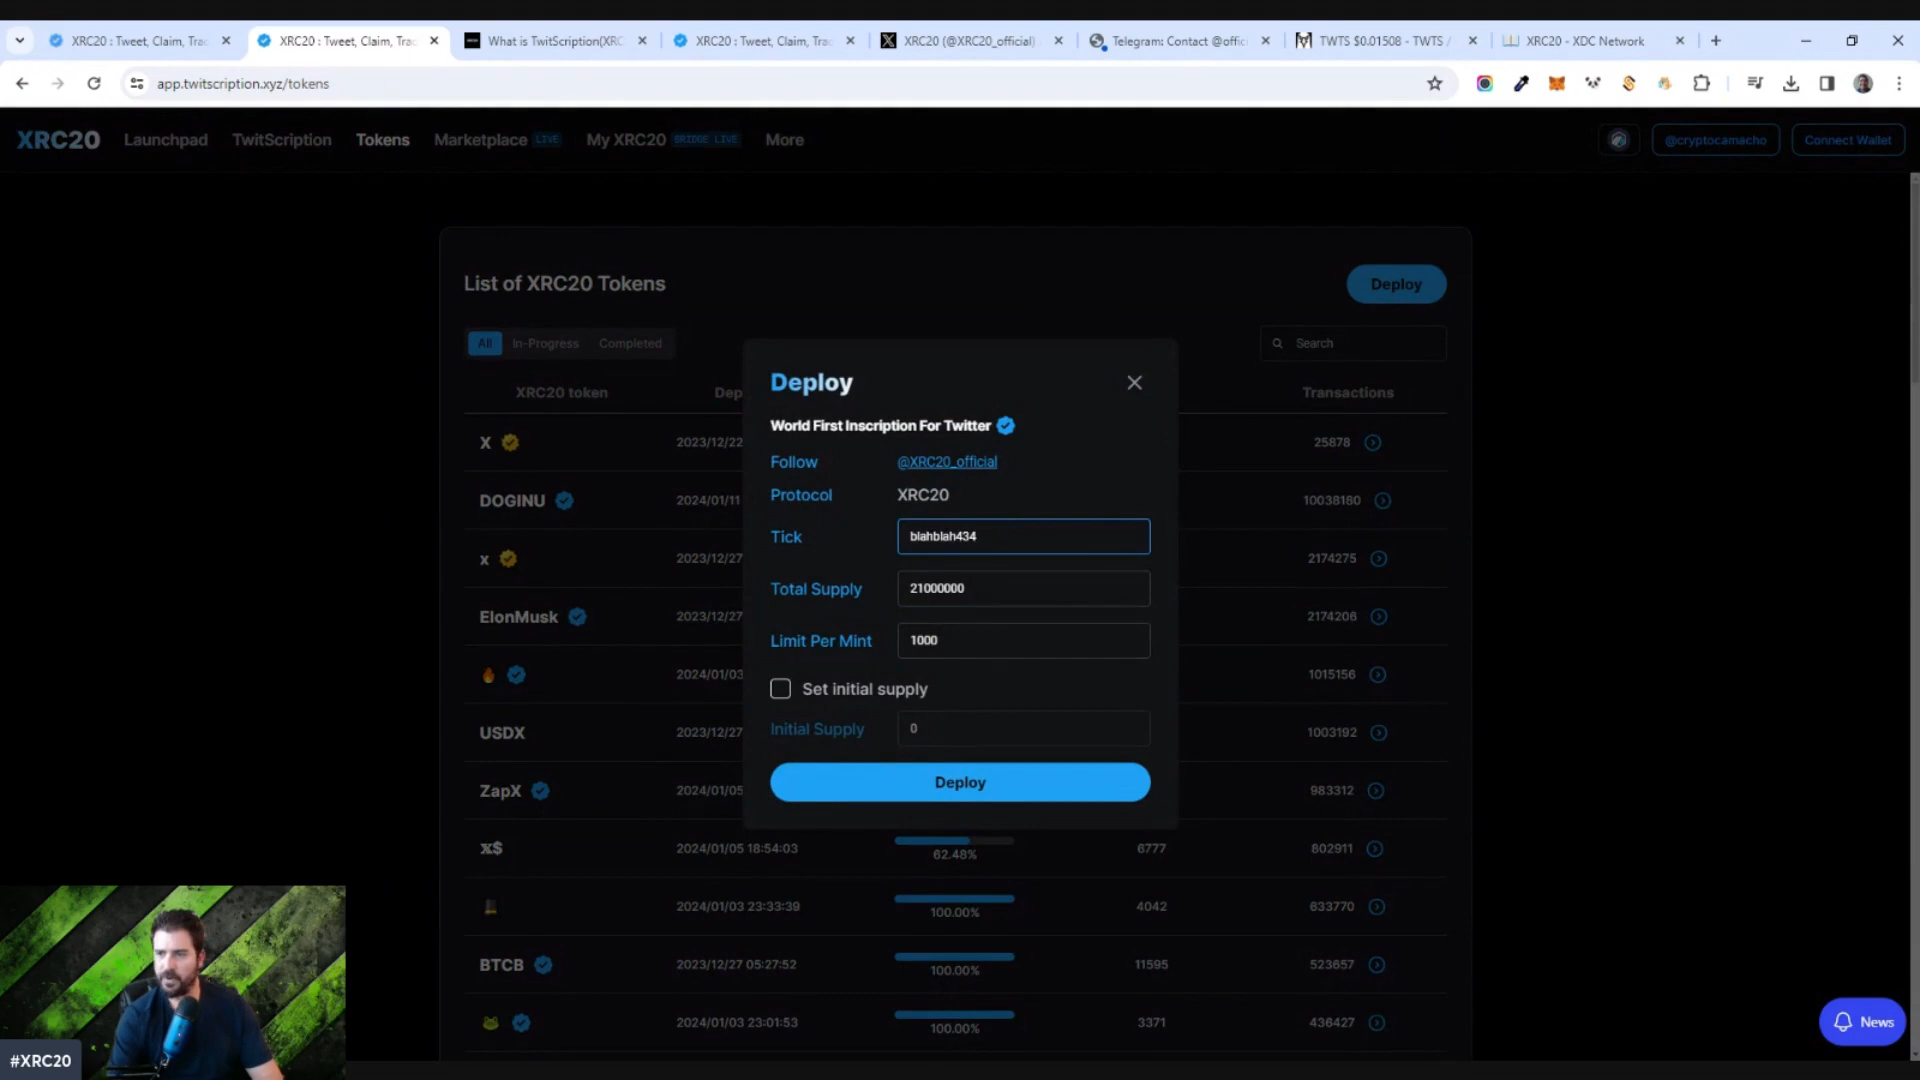 XRC20 : Tweet, Claim, Tra
XRC20 : Tweet, Claim, Tra
What is TwitScription(XRC
XRC20 : Tweet, Claim, Tra
XRC20 (@XRC20_official)
Telegram: Contact @offic
TWTS $0.01508 - TWTS /
XRC20 - XDC Network
app.twitscription.xyz/tokens
XRC20
Launchpad
TwitScription
Tokens
Marketplace LIVE
My XRC20 BRIDGE LIVE
More
@cryptocamacho
Connect Wallet
List of XRC20 Tokens
Deploy
All
In-Progress
Completed
Search
XRC20 token
Dep
Transactions
X
2023/12/22
25878
DOGINU
2024/01/11
10038180
x
2023/12/27
2174275
ElonMusk
2023/12/27
2174206
2024/01/03
1015156
USDX
2023/12/27
1003192
ZapX
2024/01/05
983312
x$
2024/01/05 18:54:03
62.48%
6777
802911
2024/01/03 23:33:39
100.00%
4042
633770
BTCB
2023/12/27 05:27:52
100.00%
11595
523657
2024/01/03 23:01:53
100.00%
3371
436427
Deploy
World First Inscription For Twitter
Follow
@XRC20_official
Protocol
XRC20
Tick
blahblah434
Total Supply
21000000
Limit Per Mint
1000
Set initial supply
Initial Supply
0
Deploy
News
#XRC20